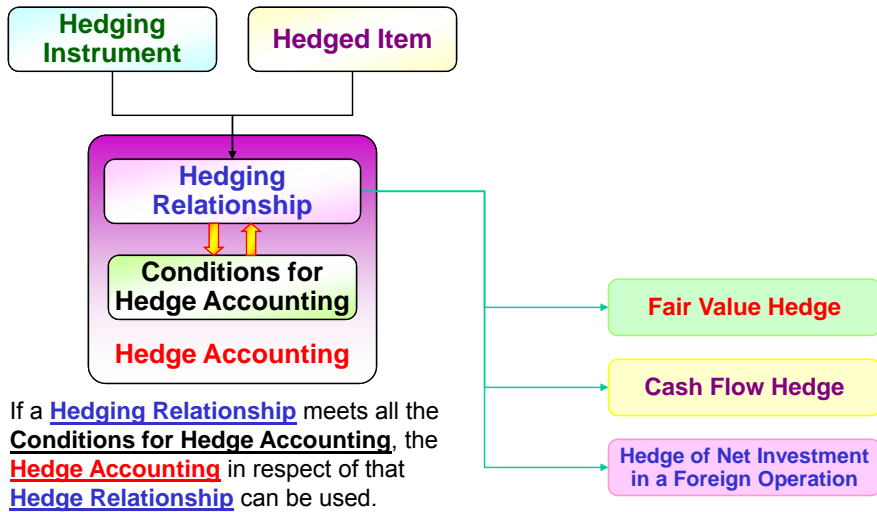 Hedging
Instrument
Hedged Item
Hedging
Relationship
Conditions for
Hedge Accounting
Hedge Accounting
If a Hedging Relationship meets all the
Conditions for Hedge Accounting, the
Hedge Accounting in respect of that
Hedge Relationship can be used.
Fair Value Hedge
Cash Flow Hedge
Hedge of Net Investment
in a Foreign Operation